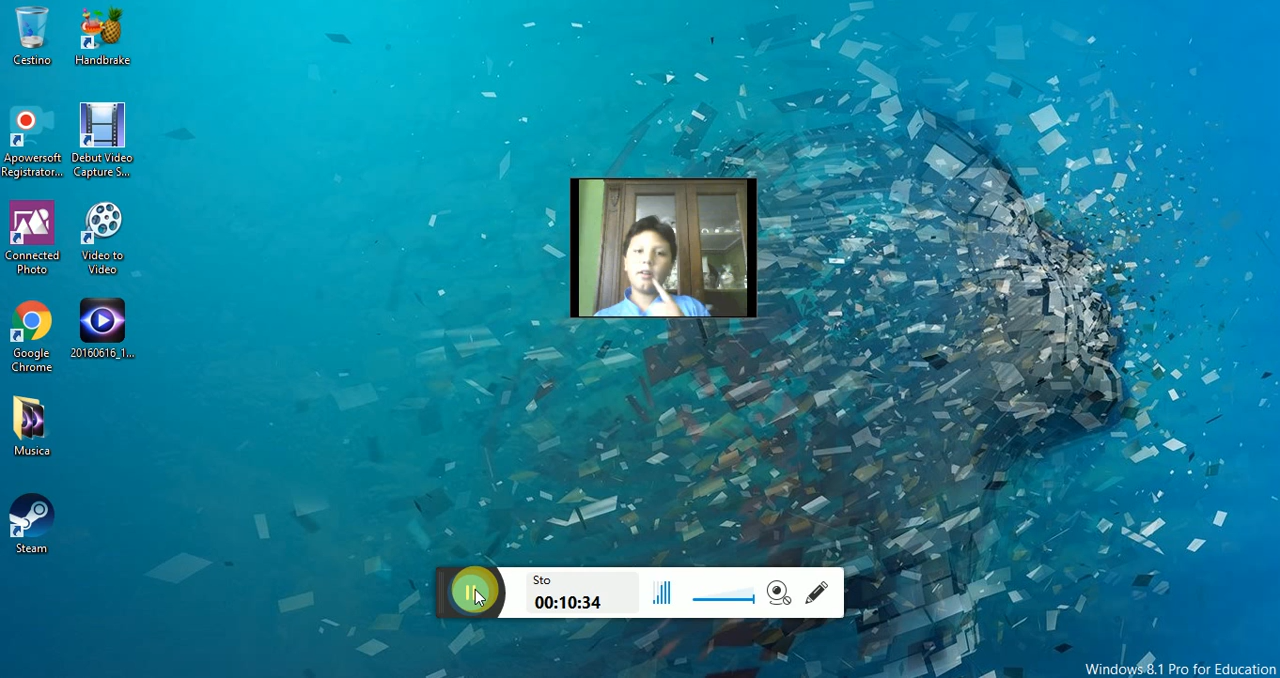 Cestino
Handbrake
Apowersoft
Registrator...
Debut Video
Capture S...
Connected
Photo
Video to
Video
Google
Chrome
20160616_1...
Musica
Steam
Sto
00:10:34
Windows 8.1 Pro for Education